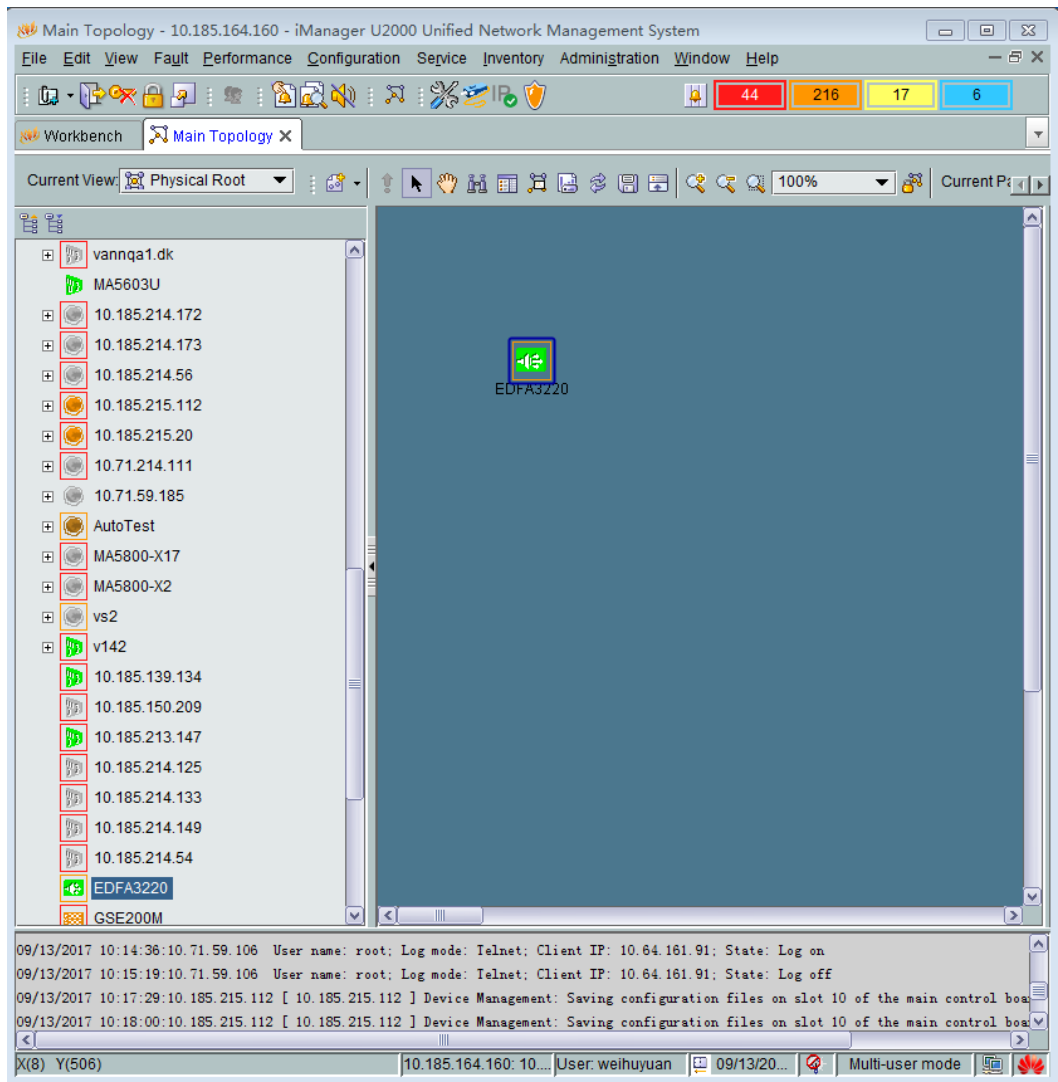 Main Topology - 10.185.164.160 - iManager U2000 Unified Network Management System
File Edit View Fault Performance Configuration Service Inventory Administration Window Help
44 216 17 6
Workbench Main Topology
Current View: Physical Root 100% Current Pa
vannqa1.dk
MA5603U
10.185.214.172
10.185.214.173
10.185.214.56
10.185.215.112
10.185.215.20
10.71.214.111
10.71.59.185
AutoTest
MA5800-X17
MA5800-X2
vs2
v142
10.185.139.134
10.185.150.209
10.185.213.147
10.185.214.125
10.185.214.133
10.185.214.149
10.185.214.54
EDFA3220
GSE200M
EDFA3220
09/13/2017 10:14:36:10.71.59.106 User name: root; Log mode: Telnet; Client IP: 10.64.161.91; State: Log on
09/13/2017 10:15:19:10.71.59.106 User name: root; Log mode: Telnet; Client IP: 10.64.161.91; State: Log off
09/13/2017 10:17:29:10.185.215.112 [ 10.185.215.112 ] Device Management: Saving configuration files on slot 10 of the main control boa
09/13/2017 10:18:00:10.185.215.112 [ 10.185.215.112 ] Device Management: Saving configuration files on slot 10 of the main control boa
X(8) Y(506) 10.185.164.160: 10.... User: weihuyuan 09/13/20... Multi-user mode